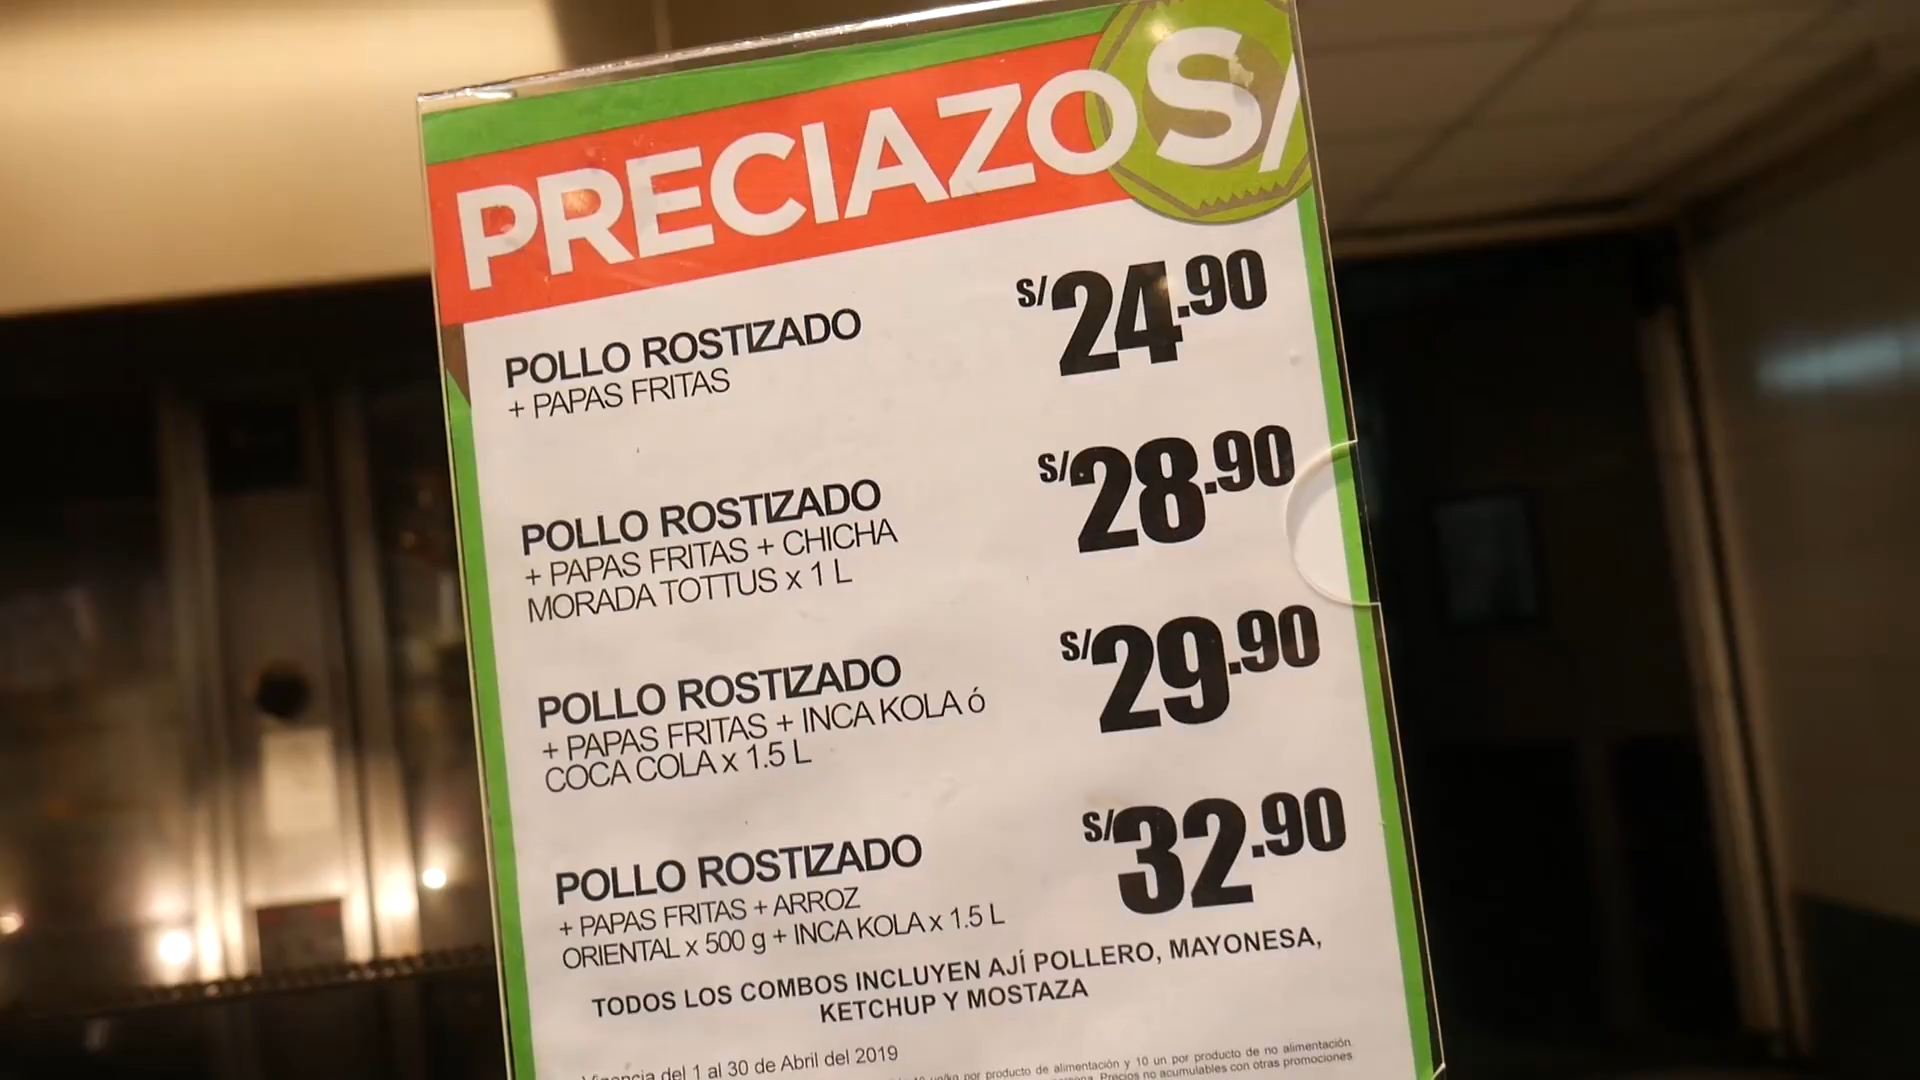 PRECIAZOS/
POLLO ROSTIZADO
+ PAPAS FRITAS
S/24.90
POLLO ROSTIZADO
+ PAPAS FRITAS + CHICHA
MORADA TOTTUS x 1 L
S/28.90
POLLO ROSTIZADO
+ PAPAS FRITAS + INCA KOLA ó
COCA COLA x 1.5 L
S/29.90
POLLO ROSTIZADO
+ PAPAS FRITAS + ARROZ
ORIENTAL x 500 g + INCA KOLA x 1.5 L
S/32.90
TODOS LOS COMBOS INCLUYEN AJÍ POLLERO, MAYONESA,
KETCHUP Y MOSTAZA
Vigencia del 1 al 30 de Abril del 2019
por producto de alimentación y 10 un por producto de no alimentación.
Precios no acumulables con otras promociones